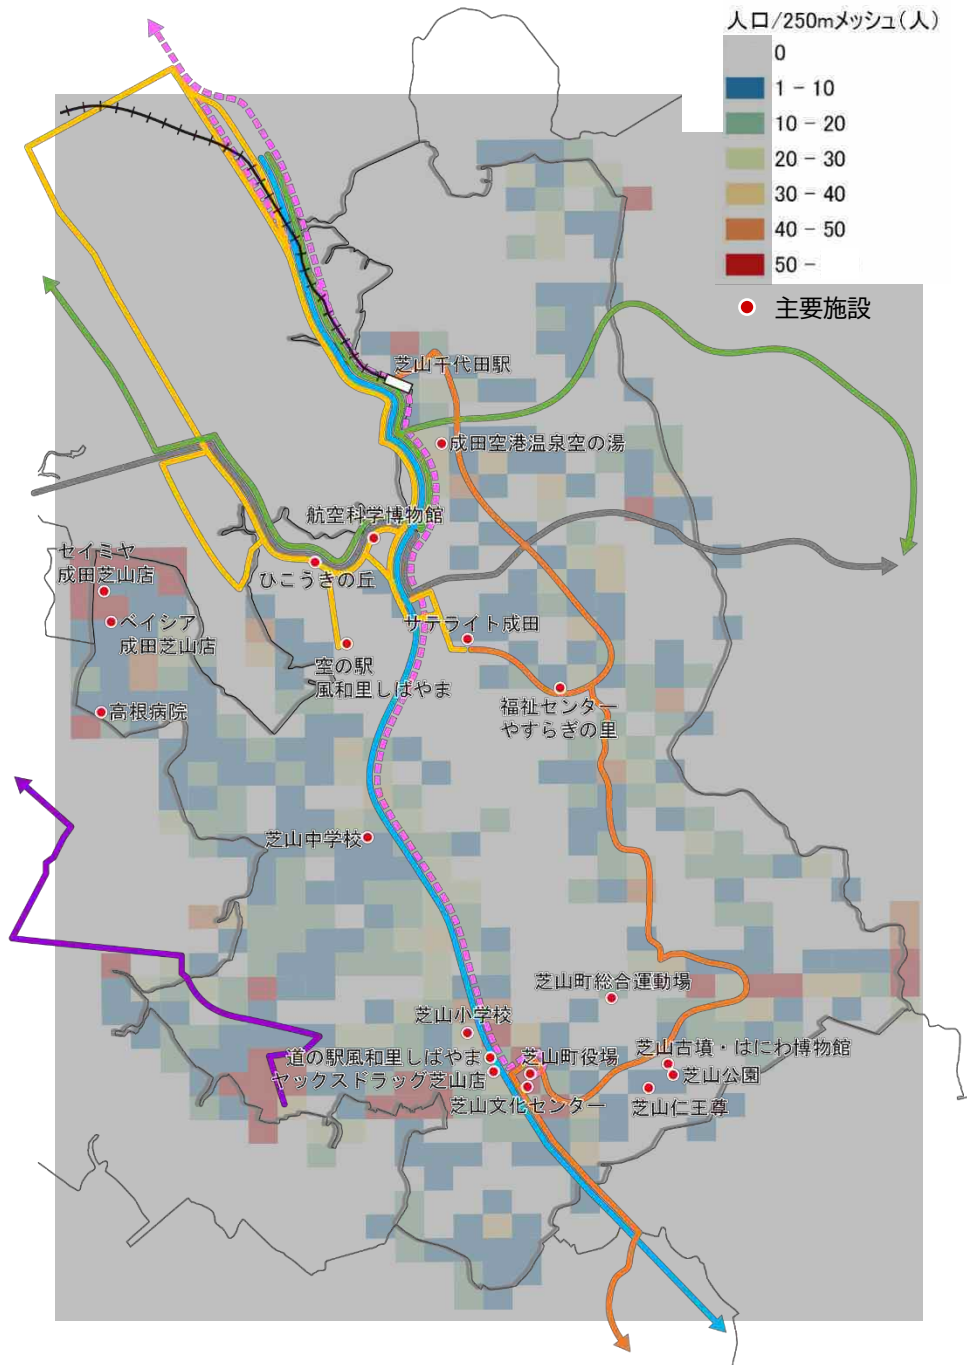 人口/250mメッシュ(人)
0
1 - 10
10 - 20
20 - 30
30 - 40
40 - 50
50 -
主要施設
芝山千代田駅
成田空港温泉空の湯
航空科学博物館
セイミヤ
成田芝山店
ひこうきの丘
ベイシア
成田芝山店
サテライト成田
空の駅
風和里しばやま
高根病院
福祉センター
やすらぎの里
芝山中学校
芝山町総合運動場
芝山小学校
道の駅風和里しばやま
芝山町役場
芝山古墳・はにわ博物館
ヤックスドラッグ芝山店
芝山公園
芝山文化センター
芝山仁王尊